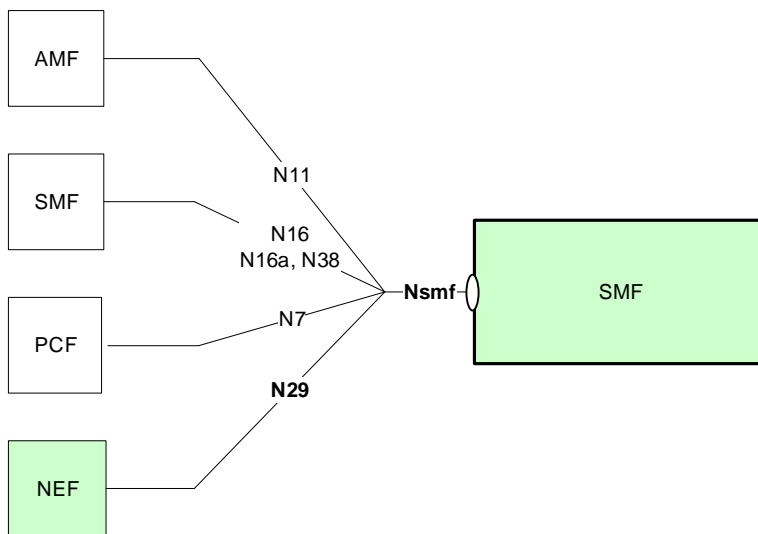 AMF
N11
SMF
N16
N16a, N38
Nsmf
SMF
PCF
N7
N29
NEF